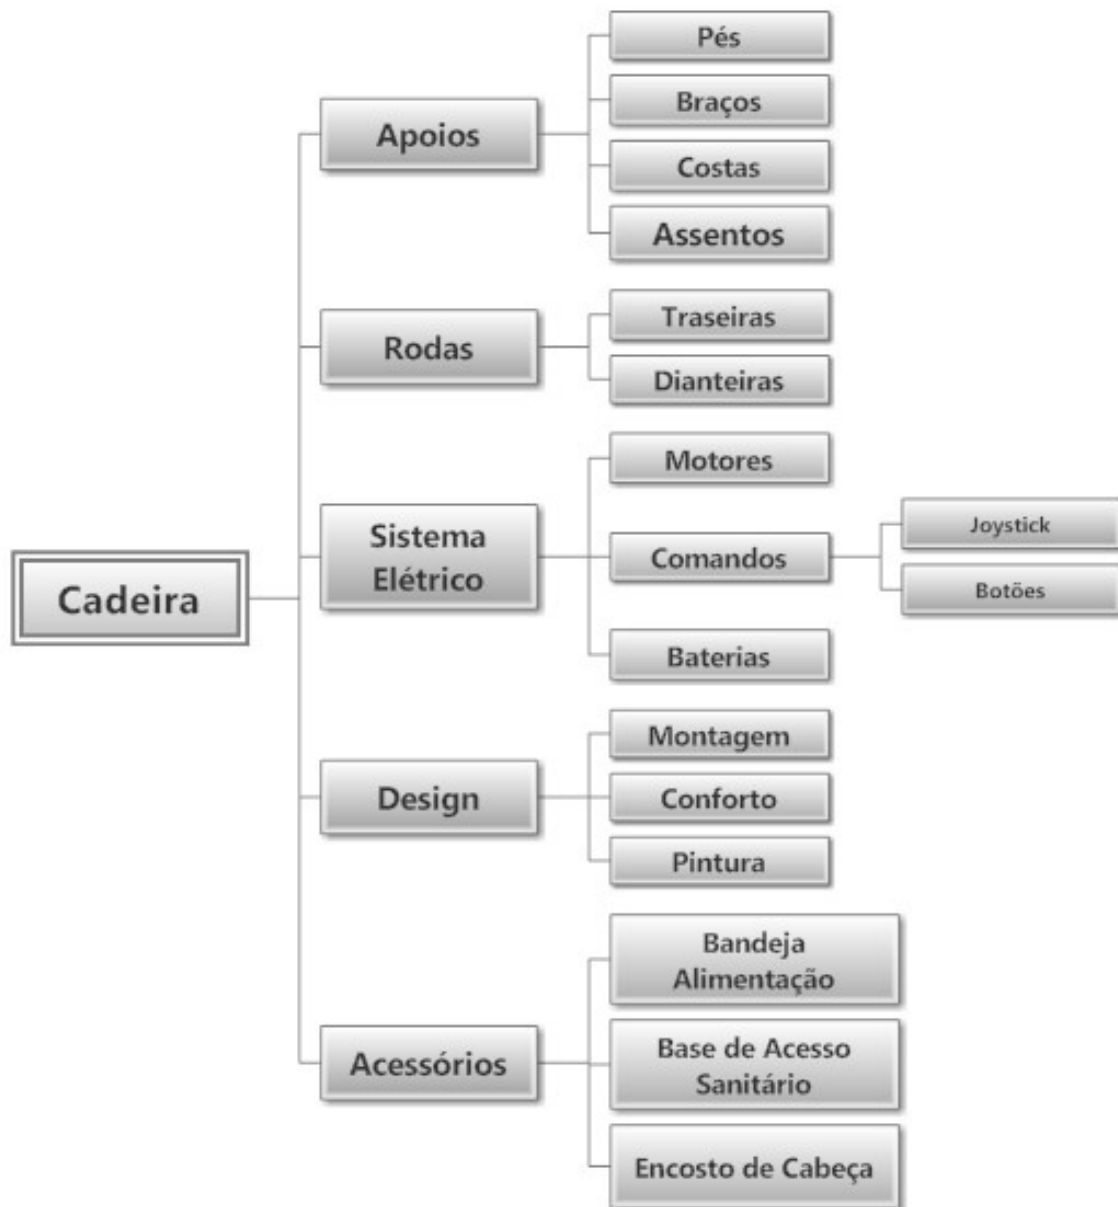 Pés
Braços
Apoios
Costas
Assentos
Traseiras
Rodas
Dianteiras
Motores
Sistema
Elétrico
Comandos
Joystick
Botões
Cadeira
Baterias
Montagem
Design
Conforto
Pintura
Bandeja
Alimentação
Acessórios
Base de Acesso
Sanitário
Encosto de Cabeça